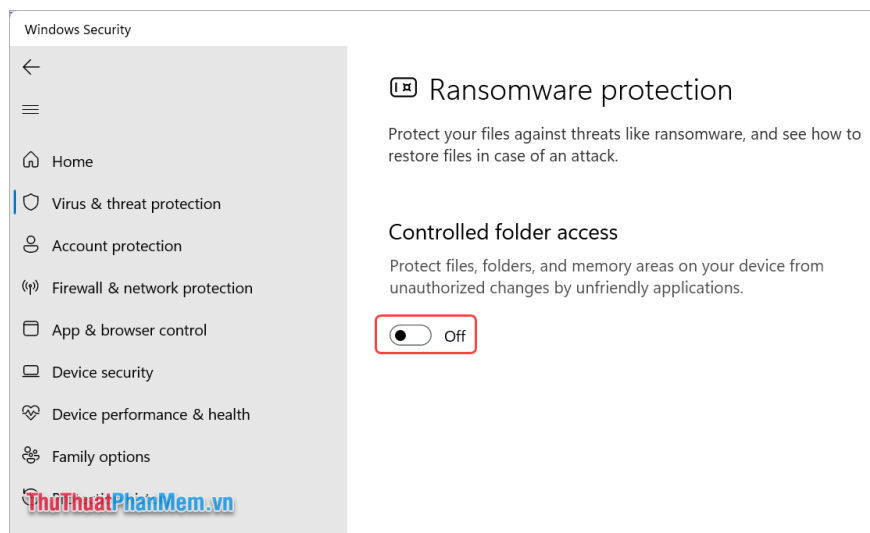 Windows Security
Home
Virus & threat protection
Account protection
Firewall & network protection
App & browser control
Device security
Device performance & health
Family options
ThuThuatPhanMem.vn
Ransomware protection
Protect your files against threats like ransomware, and see how to
restore files in case of an attack.
Controlled folder access
Protect files, folders, and memory areas on your device from
unauthorized changes by unfriendly applications.
Off